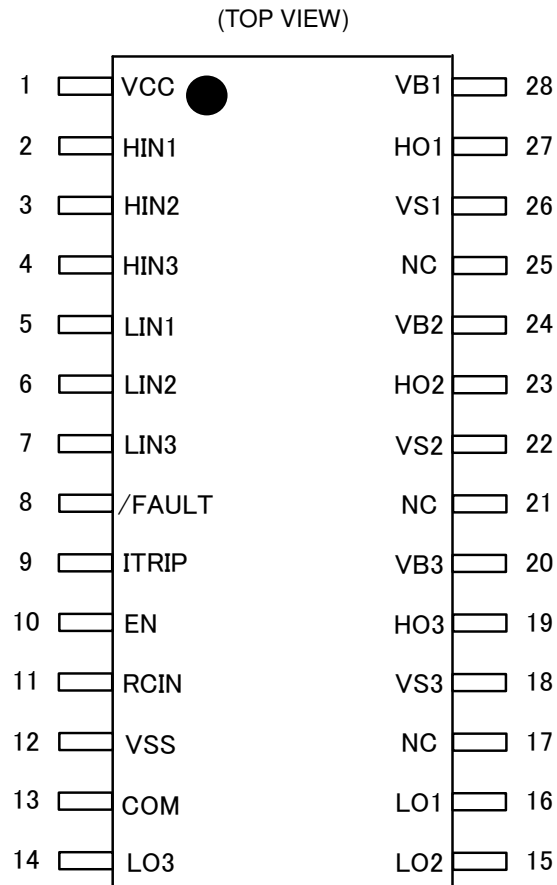 (TOP VIEW)
1 VCC VB1 28
2 HIN1 HO1 27
3 HIN2 VS1 26
4 HIN3 NC 25
5 LIN1 VB2 24
6 LIN2 HO2 23
7 LIN3 VS2 22
8 /FAULT NC 21
9 ITRIP VB3 20
10 EN HO3 19
11 RCIN VS3 18
12 VSS NC 17
13 COM LO1 16
14 LO3 LO2 15